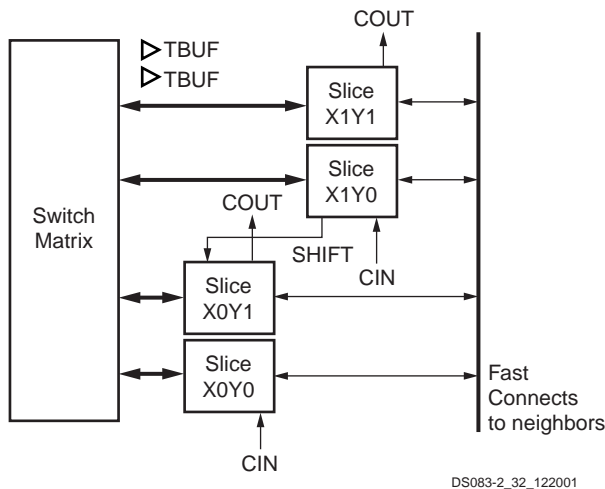 COUT
TBUF
TBUF
Slice
X1Y1
Slice
X1Y0
Switch
Matrix
COUT
SHIFT
CIN
Slice
X0Y1
Slice
X0Y0
Fast
Connects
to neighbors
CIN
DS083-2_32_122001